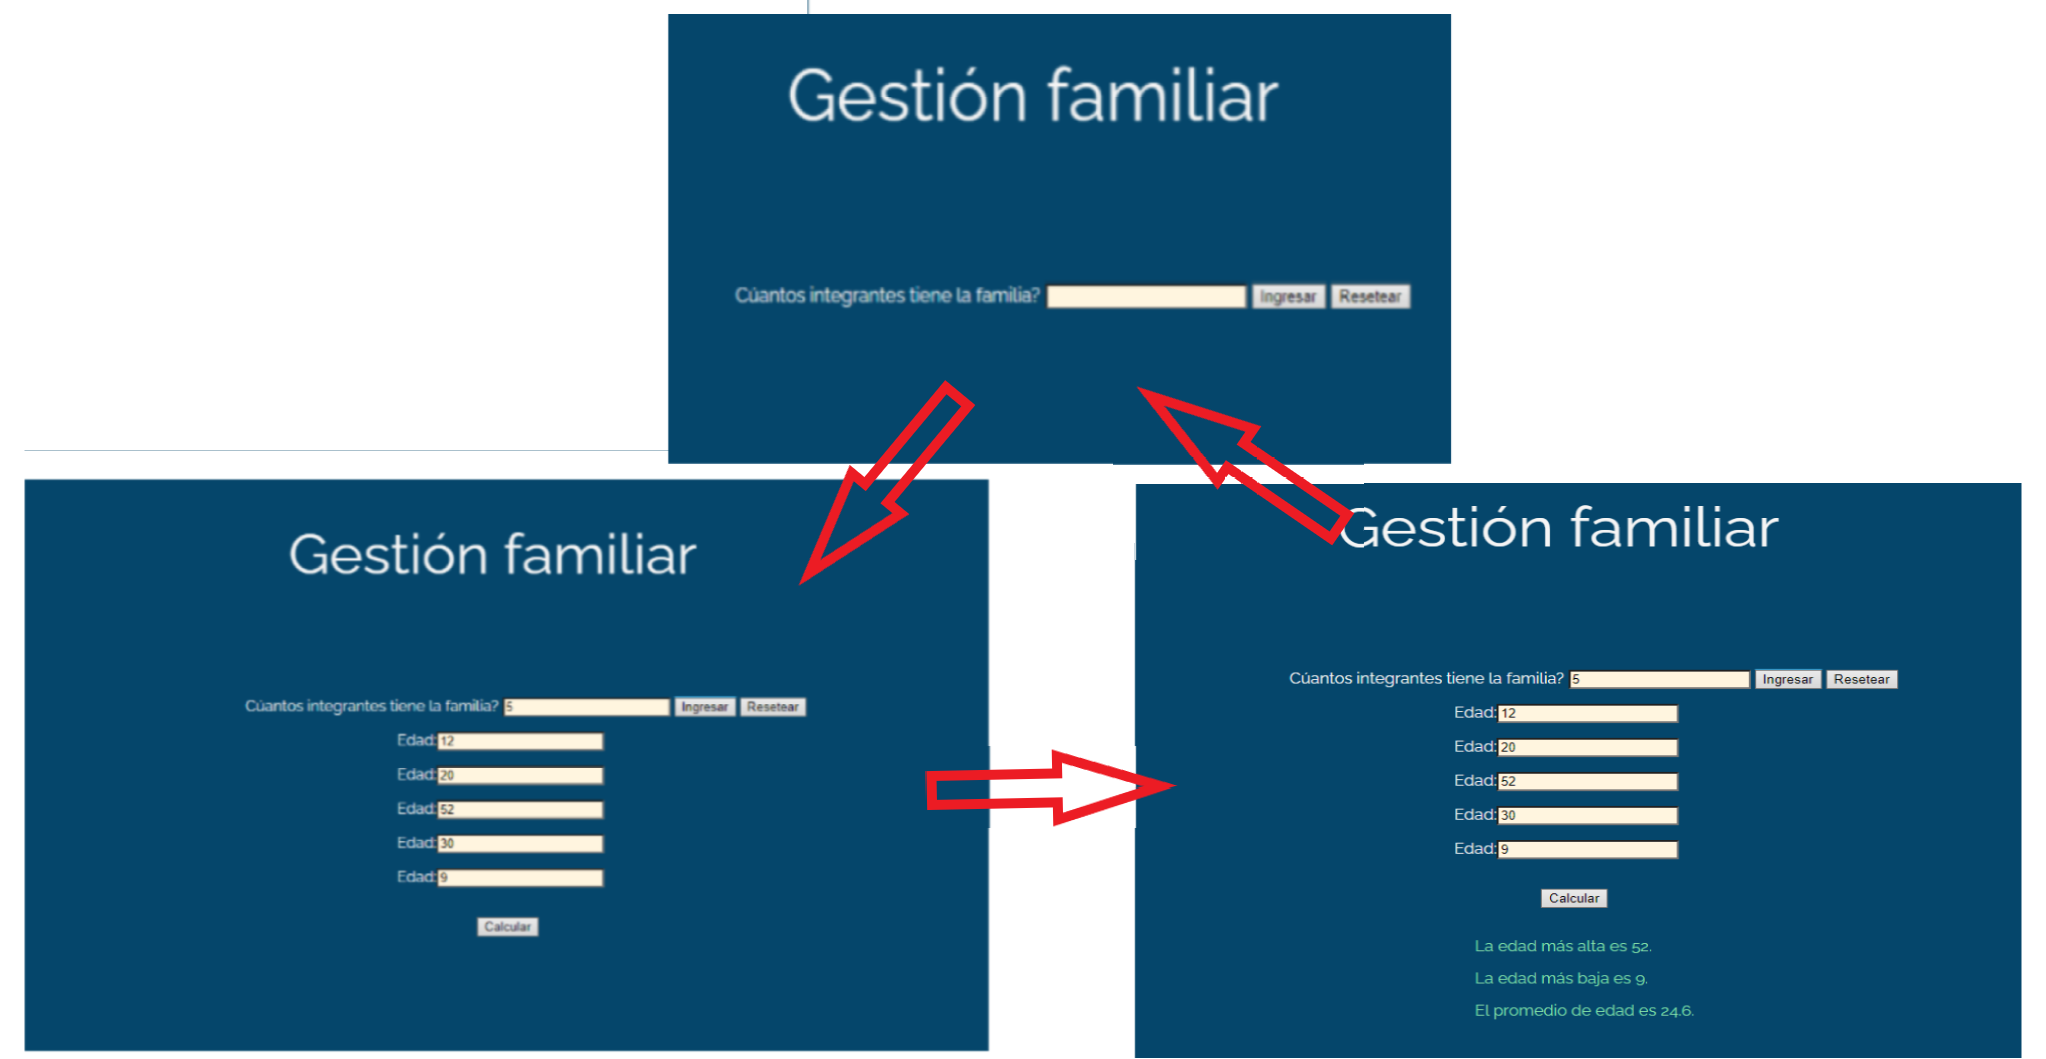 Gestión familiar
Cúantos integrantes tiene la familia? Ingresar Resetear
Gestión familiar
Cúantos integrantes tiene la familia? 5 Ingresar Resetear
Edad: 12
Edad: 20
Edad: 52
Edad: 30
Edad: 9
Calcular
Gestión familiar
Cúantos integrantes tiene la familia? 5 Ingresar Resetear
Edad: 12
Edad: 20
Edad: 52
Edad: 30
Edad: 9
Calcular
La edad más alta es 52.
La edad más baja es 9.
El promedio de edad es 24.6.